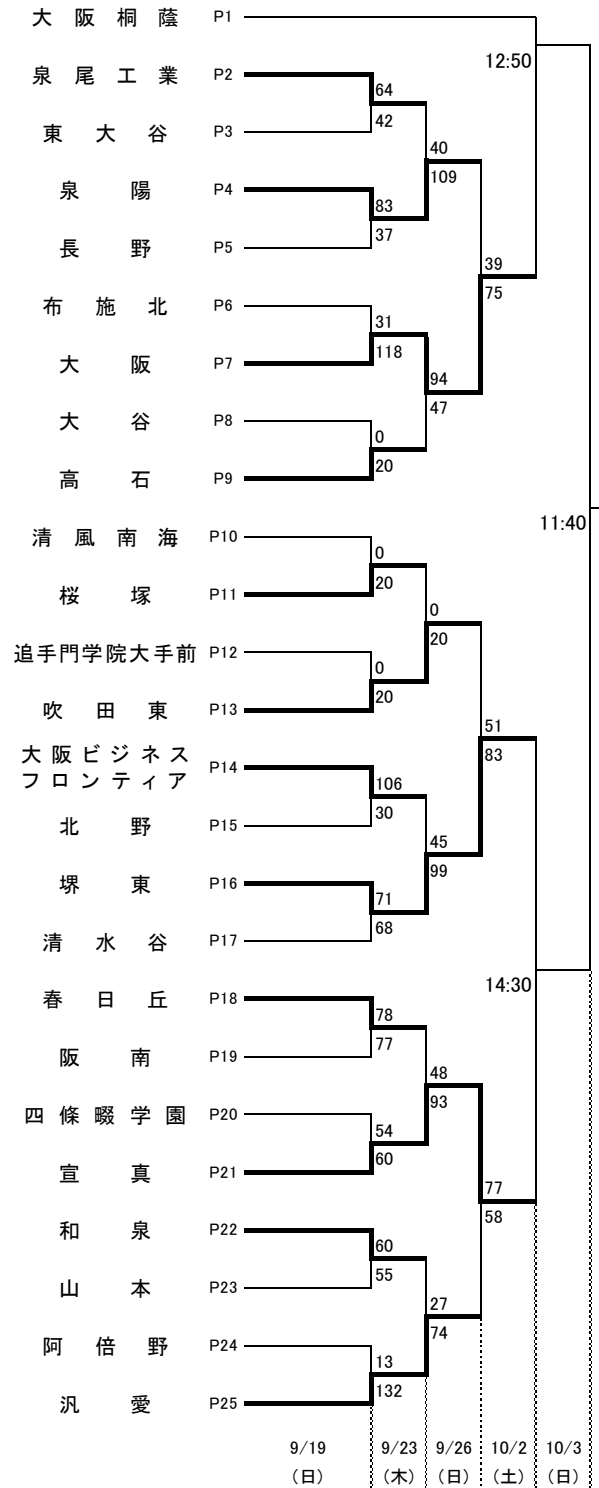 大阪桐蔭 P1
12:50
泉尾工業 P2
64
42
東大谷 P3
40
109
泉陽 P4
83
37
長野 P5
39
75
布施北 P6
31
118
大阪 P7
94
47
大谷 P8
0
20
高石 P9
11:40
清風南海 P10
0
20
桜塚 P11
0
20
追手門学院大手前 P12
0
20
吹田東 P13
51
83
大阪ビジネス
フロンティア P14
106
30
北野 P15
45
99
堺東 P16
71
68
清水谷 P17
14:30
春日丘 P18
78
77
阪南 P19
48
93
四條畷学園 P20
54
60
宣真 P21
77
58
和泉 P22
60
55
山本 P23
27
74
阿倍野 P24
13
132
汎愛 P25
9/19 9/23 9/26 10/2 10/3
（日） （木） （日） （土） （日）